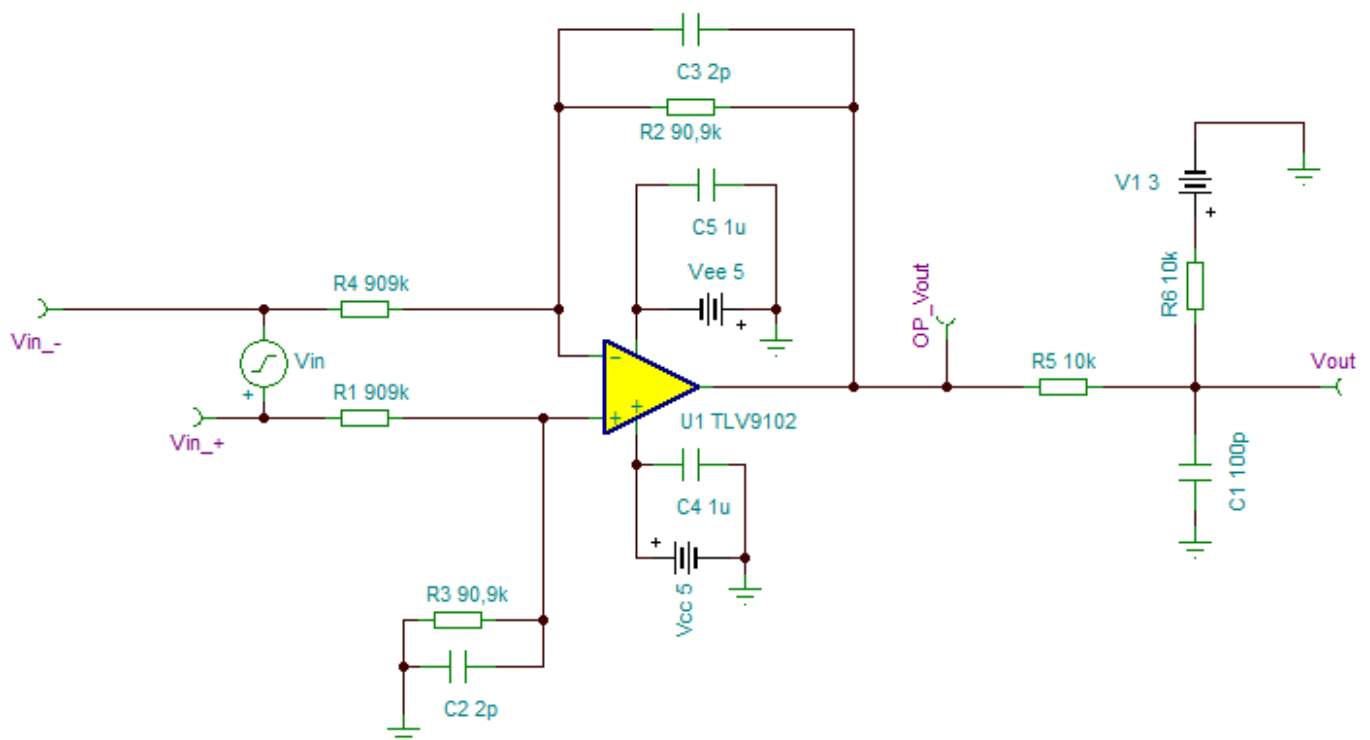 C3 2p
R2 90,9k
V1 3
+
C5 1u
Vee 5
+
R4 909k
R6 10k
OP_Vout
Vin_-
Vin
+
R1 909k
R5 10k
Vout
Vin_+
U1 TLV9102
C4 1u
C1 100p
+
Vcc 5
R3 90,9k
C2 2p